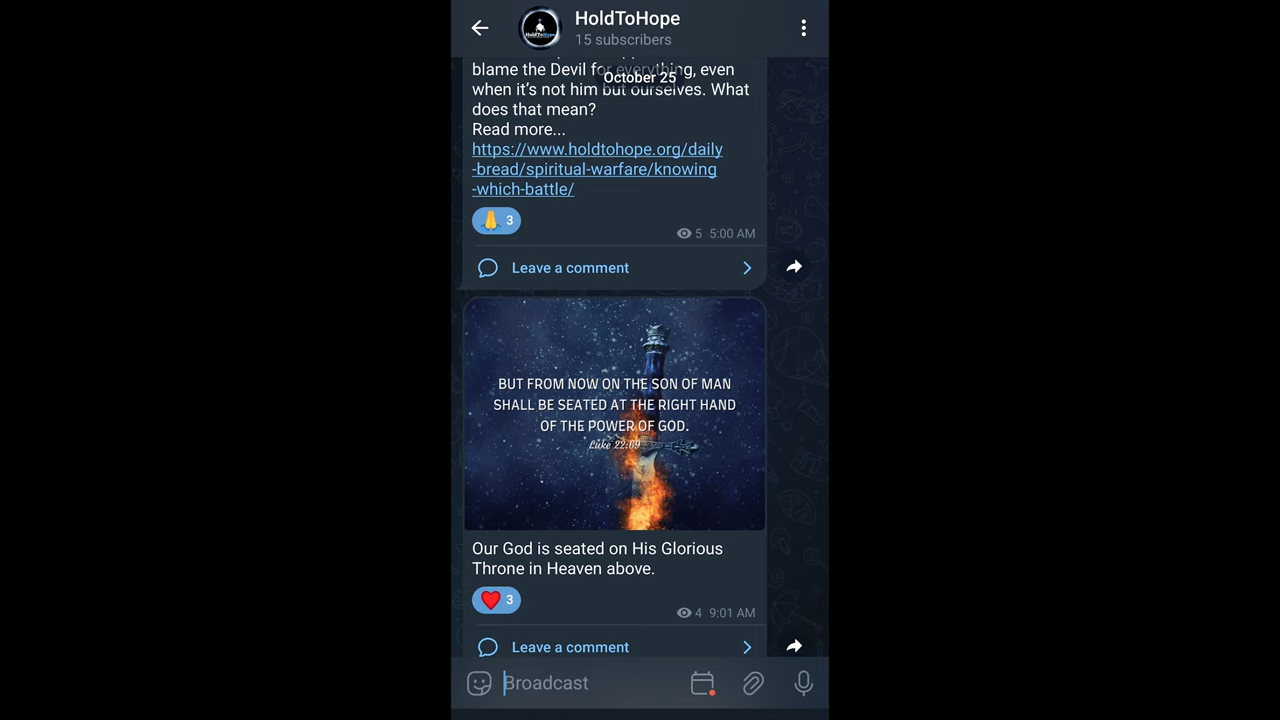 HoldToHope
15 subscribers
blame the Devil for everything, even
October 25
when it's not him but ourselves. What
does that mean?
Read more...
https://www.holdtohope.org/daily
-bread/spiritual-warfare/knowing
-which-battle/
3
5 5:00 AM
Leave a comment
BUT FROM NOW ON THE SON OF MAN
SHALL BE SEATED AT THE RIGHT HAND
OF THE POWER OF GOD.
Luke 22:69
Our God is seated on His Glorious
Throne in Heaven above.
3
4 9:01 AM
Leave a comment
Broadcast